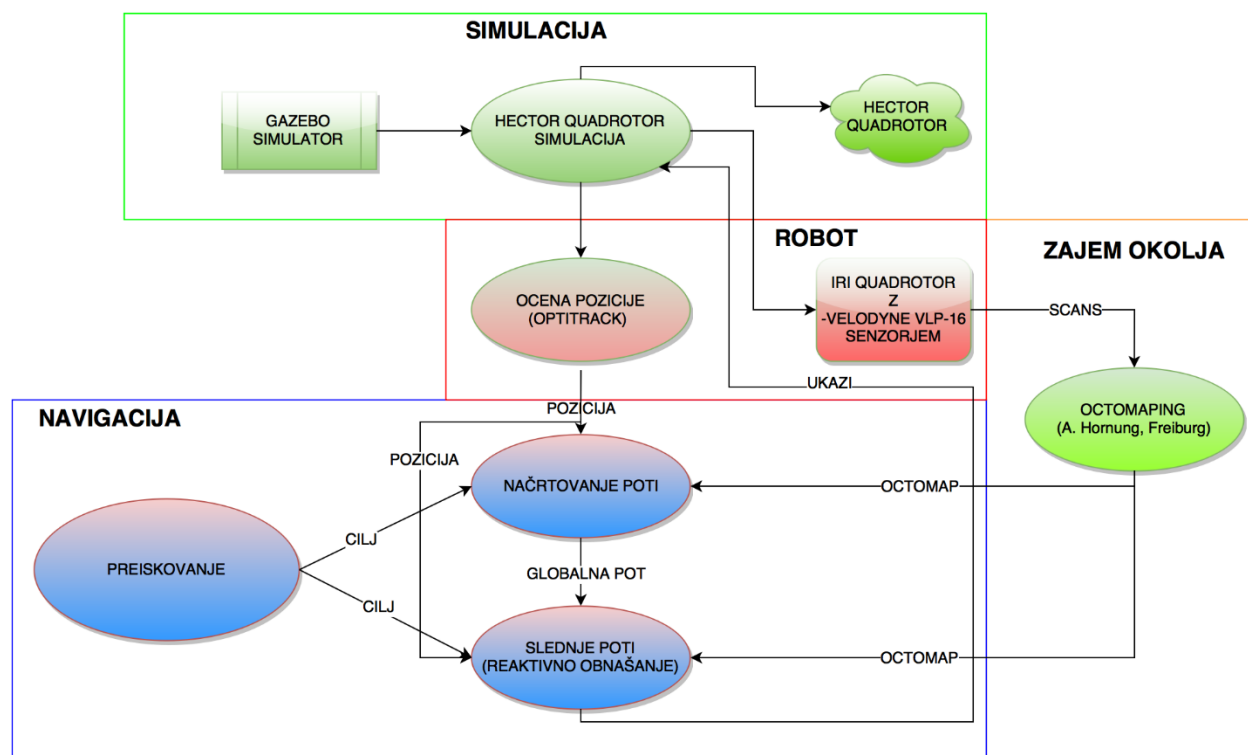 SIMULACIJA
GAZEBO
SIMULATOR
HECTOR QUADROTOR
SIMULACIJA
HECTOR
QUADROTOR
ROBOT
ZAJEM OKOLJA
OCENA POZICIJE
(OPTITRACK)
IRI QUADROTOR
Z
-VELODYNE VLP-16
SENZORJEM
SCANS
UKAZI
OCTOMAPING
(A. Hornung, Freiburg)
NAVIGACIJA
POZICIJA
POZICIJA
NAČRTOVANJE POTI
OCTOMAP
PREISKOVANJE
CILJ
GLOBALNA POT
CILJ
SLEDNJE POTI
(REAKTIVNO OBNAŠANJE)
OCTOMAP